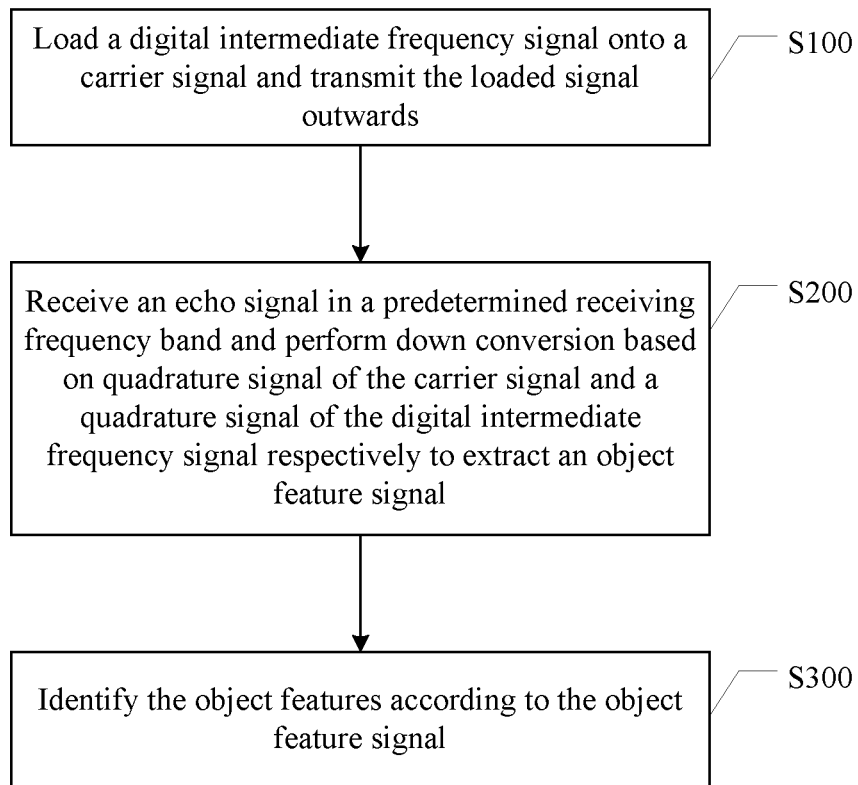 Load a digital intermediate frequency signal onto a
carrier signal and transmit the loaded signal
outwards
S100
Receive an echo signal in a predetermined receiving
frequency band and perform down conversion based
on quadrature signal of the carrier signal and a
quadrature signal of the digital intermediate
frequency signal respectively to extract an object
feature signal
S200
Identify the object features according to the object
feature signal
S300